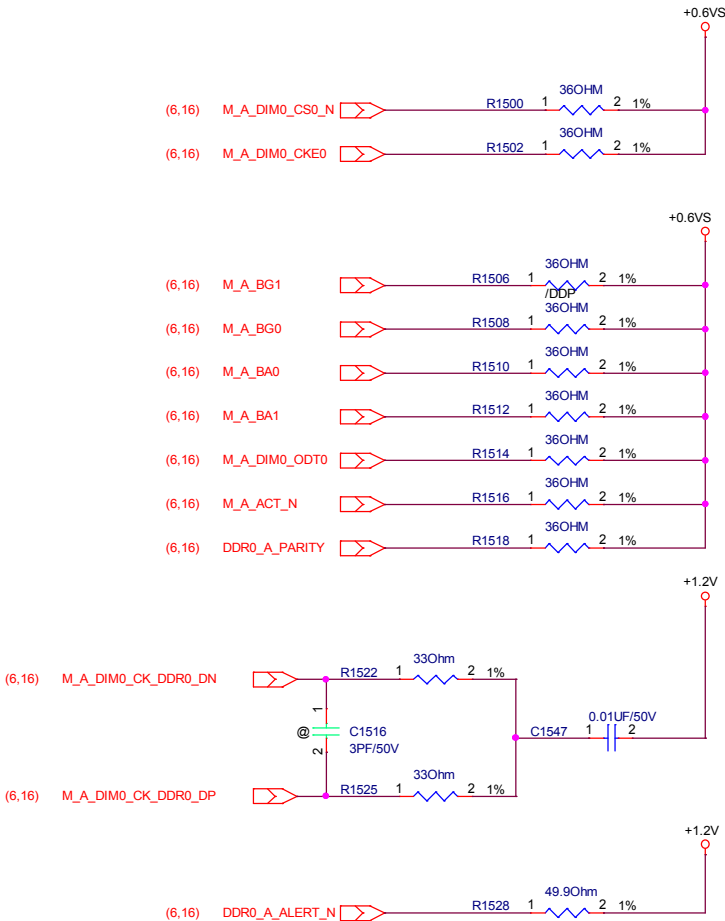 +0.6VS
36OHM
(6,16) M_A_DIM0_CS0_N R1500 1 2 1%
36OHM
(6,16) M_A_DIM0_CKE0 R1502 1 2 1%
+0.6VS
36OHM
(6,16) M_A_BG1 R1506 1 2 1%
/DDP
36OHM
(6,16) M_A_BG0 R1508 1 2 1%
36OHM
(6,16) M_A_BA0 R1510 1 2 1%
36OHM
(6,16) M_A_BA1 R1512 1 2 1%
36OHM
(6,16) M_A_DIM0_ODT0 R1514 1 2 1%
36OHM
(6,16) M_A_ACT_N R1516 1 2 1%
36OHM
(6,16) DDR0_A_PARITY R1518 1 2 1%
+1.2V
33Ohm
(6,16) M_A_DIM0_CK_DDR0_DN R1522 1 2 1%
1
@ C1516
2 3PF/50V
0.01UF/50V
C1547 1 2
33Ohm
(6,16) M_A_DIM0_CK_DDR0_DP R1525 1 2 1%
+1.2V
49.9Ohm
(6,16) DDR0_A_ALERT_N R1528 1 2 1%